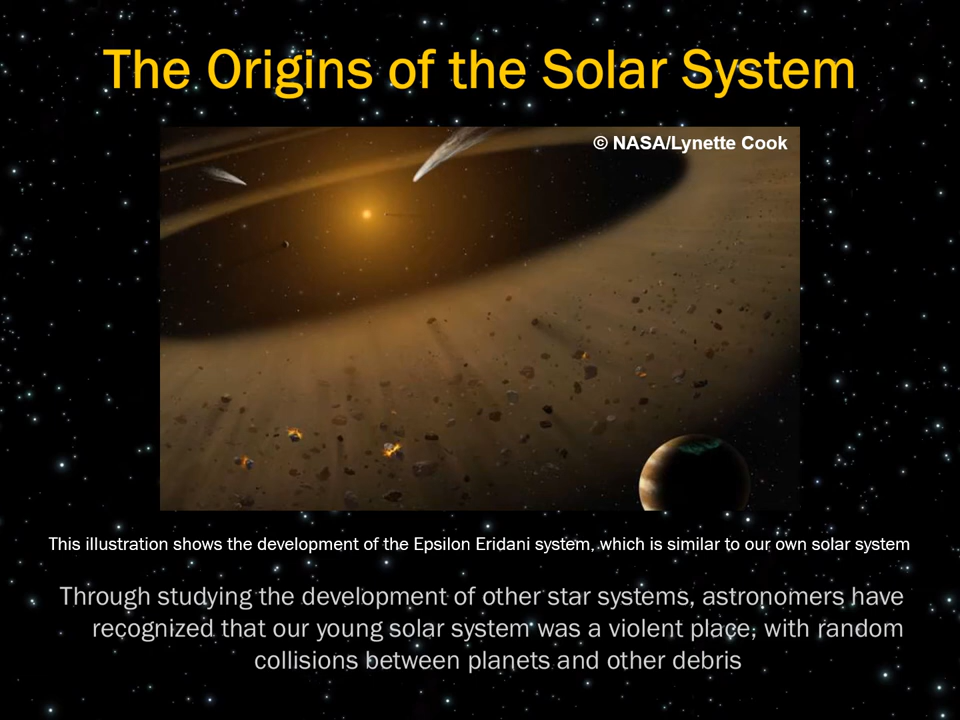 The Origins of the Solar System
© NASA/Lynette Cook
This illustration shows the development of the Epsilon Eridani system, which is similar to our own solar system
Through studying the development of other star systems, astronomers have
recognized that our young solar system was a violent place, with random
collisions between planets and other debris